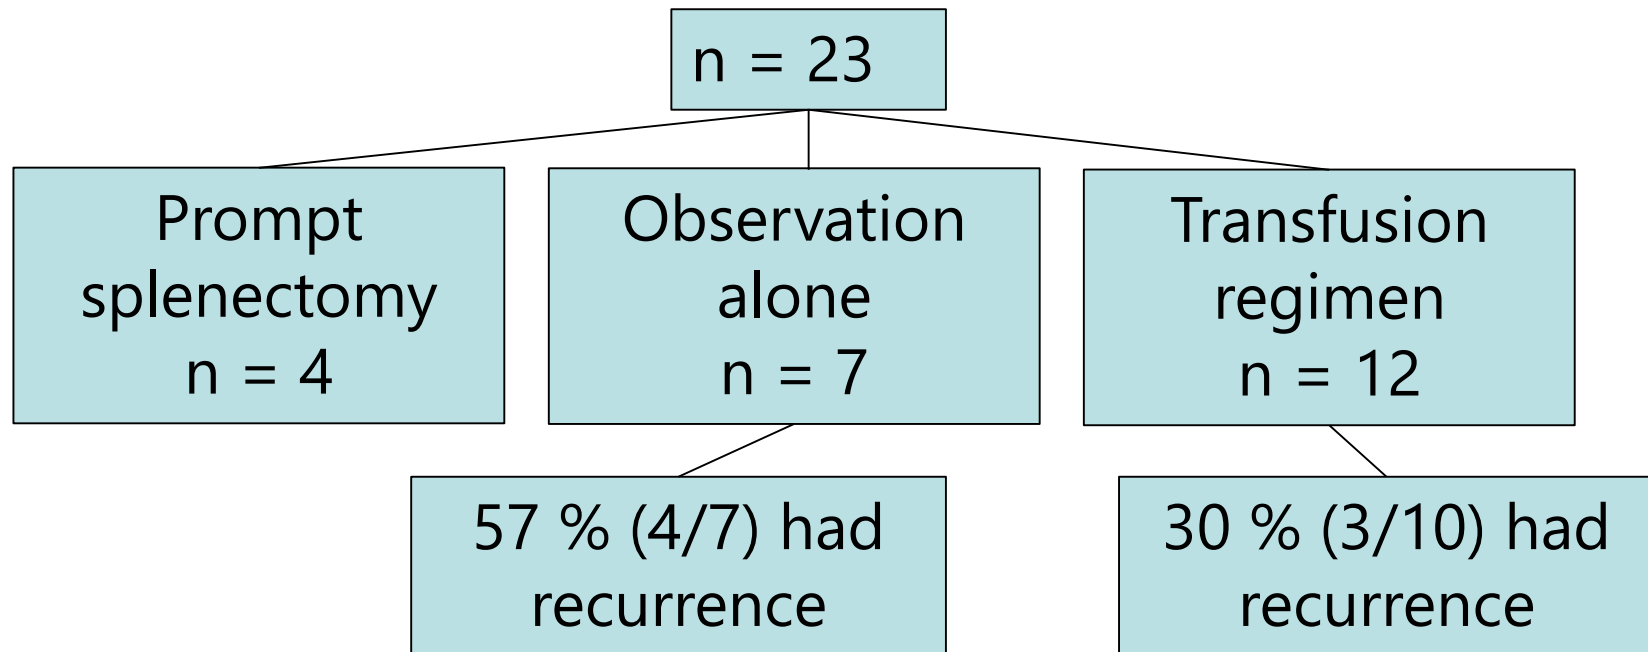 n = 23
Prompt
splenectomy
n = 4
Observation
alone
n = 7
Transfusion
regimen
n = 12
57 % (4/7) had
recurrence
30 % (3/10) had
recurrence